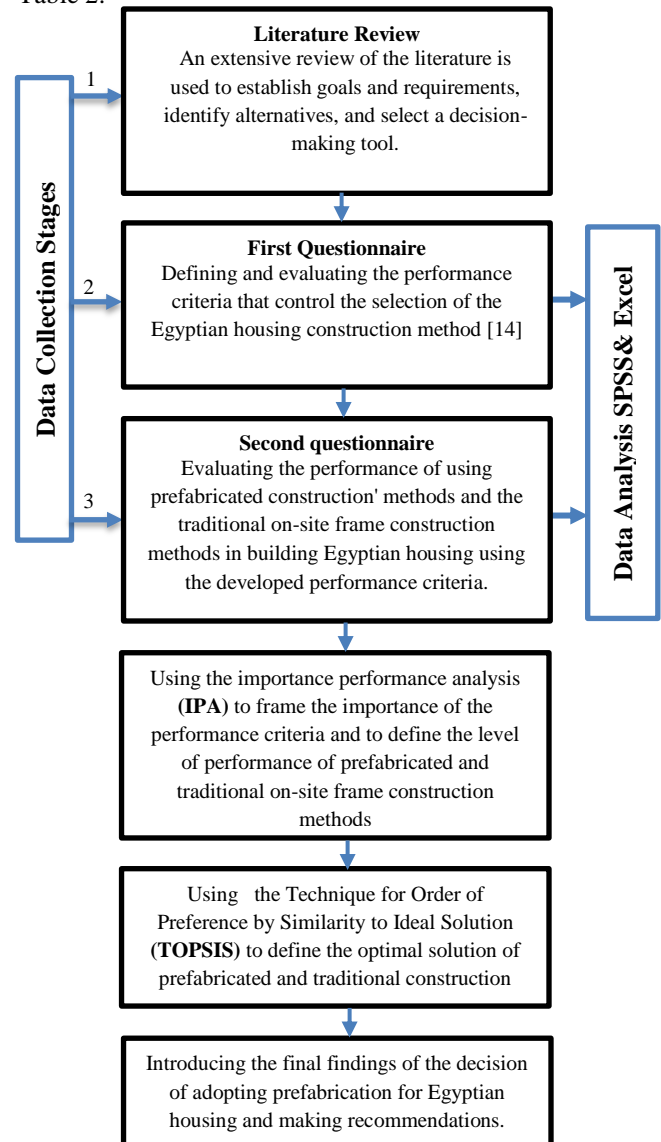 Table 2.
Literature Review
An extensive review of the literature is
used to establish goals and requirements,
identify alternatives, and select a decision-
making tool.
1
Data Collection Stages
First Questionnaire
Defining and evaluating the performance
criteria that control the selection of the
Egyptian housing construction method [14]
2
Data Analysis SPSS& Excel
Second questionnaire
Evaluating the performance of using
prefabricated construction' methods and the
traditional on-site frame construction
methods in building Egyptian housing using
the developed performance criteria.
3
Using the importance performance analysis
(IPA) to frame the importance of the
performance criteria and to define the level
of performance of prefabricated and
traditional on-site frame construction
methods
Using the Technique for Order of
Preference by Similarity to Ideal Solution
(TOPSIS) to define the optimal solution of
prefabricated and traditional construction
Introducing the final findings of the decision
of adopting prefabrication for Egyptian
housing and making recommendations.